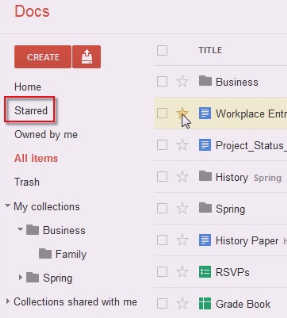 Docs
CREATE
Home
Starred
Owned by me
All items
Trash
My collections
Business
Family
Spring
Collections shared with me
TITLE
Business
Workplace Entr
Project_Status_
History Spring
Spring
History Paper H
RSVPs
Grade Book